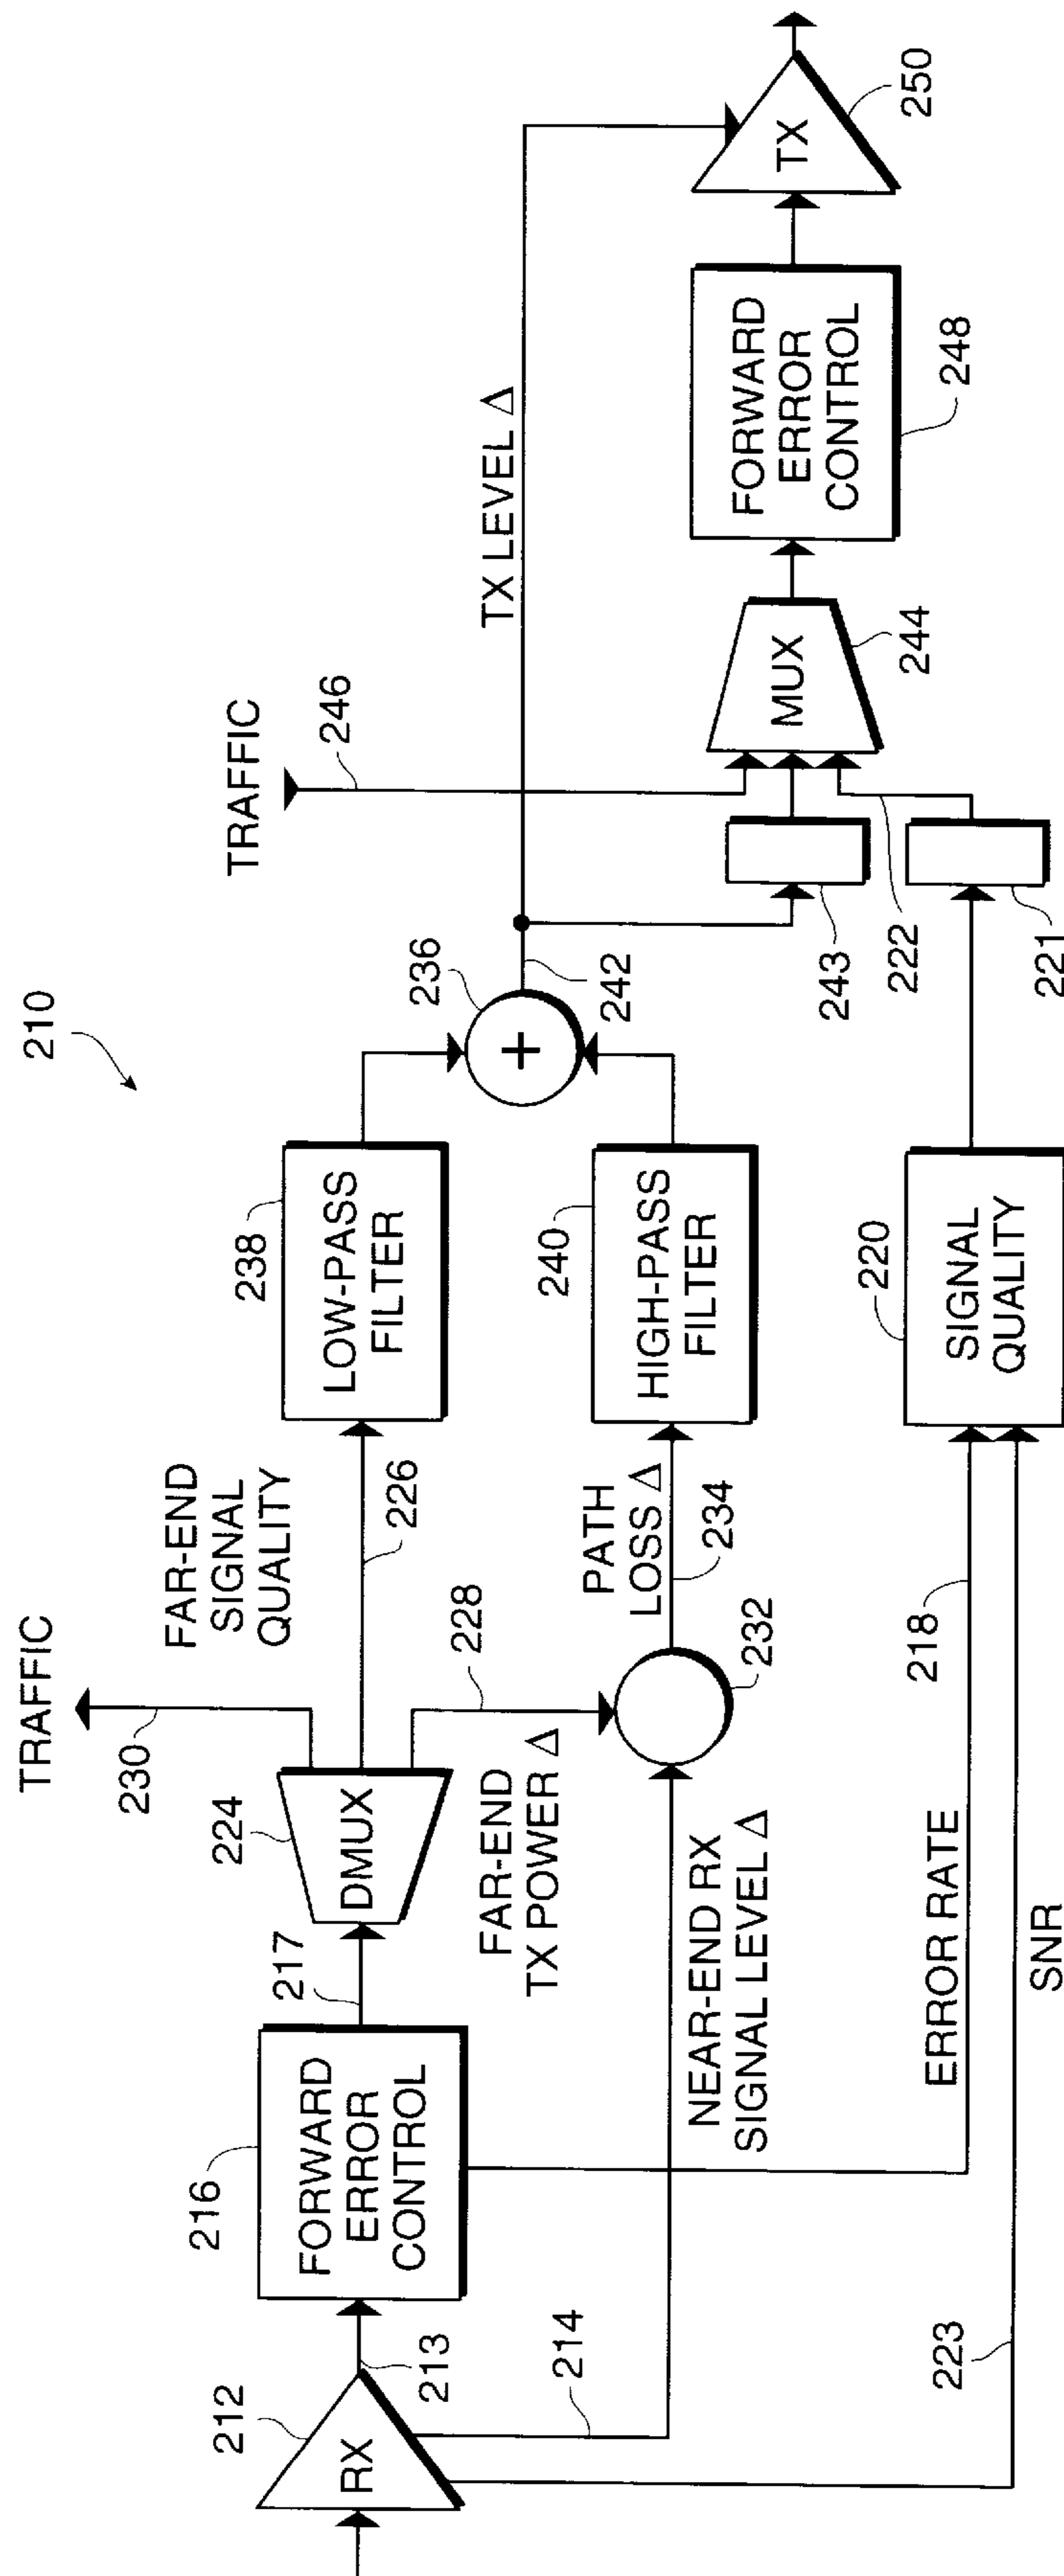 210
TRAFFIC
230
TRAFFIC
246
212
RX
213
214
216
FORWARD
ERROR
CONTROL
217
224
DMUX
FAR-END
SIGNAL
QUALITY
226
228
FAR-END
TX POWER Δ
NEAR-END RX
SIGNAL LEVEL Δ
232
PATH
LOSS Δ
234
238
LOW-PASS
FILTER
240
HIGH-PASS
FILTER
236
+
242
TX LEVEL Δ
243
MUX
244
FORWARD
ERROR
CONTROL
248
TX
250
ERROR RATE
218
SNR
223
220
SIGNAL
QUALITY
221
222